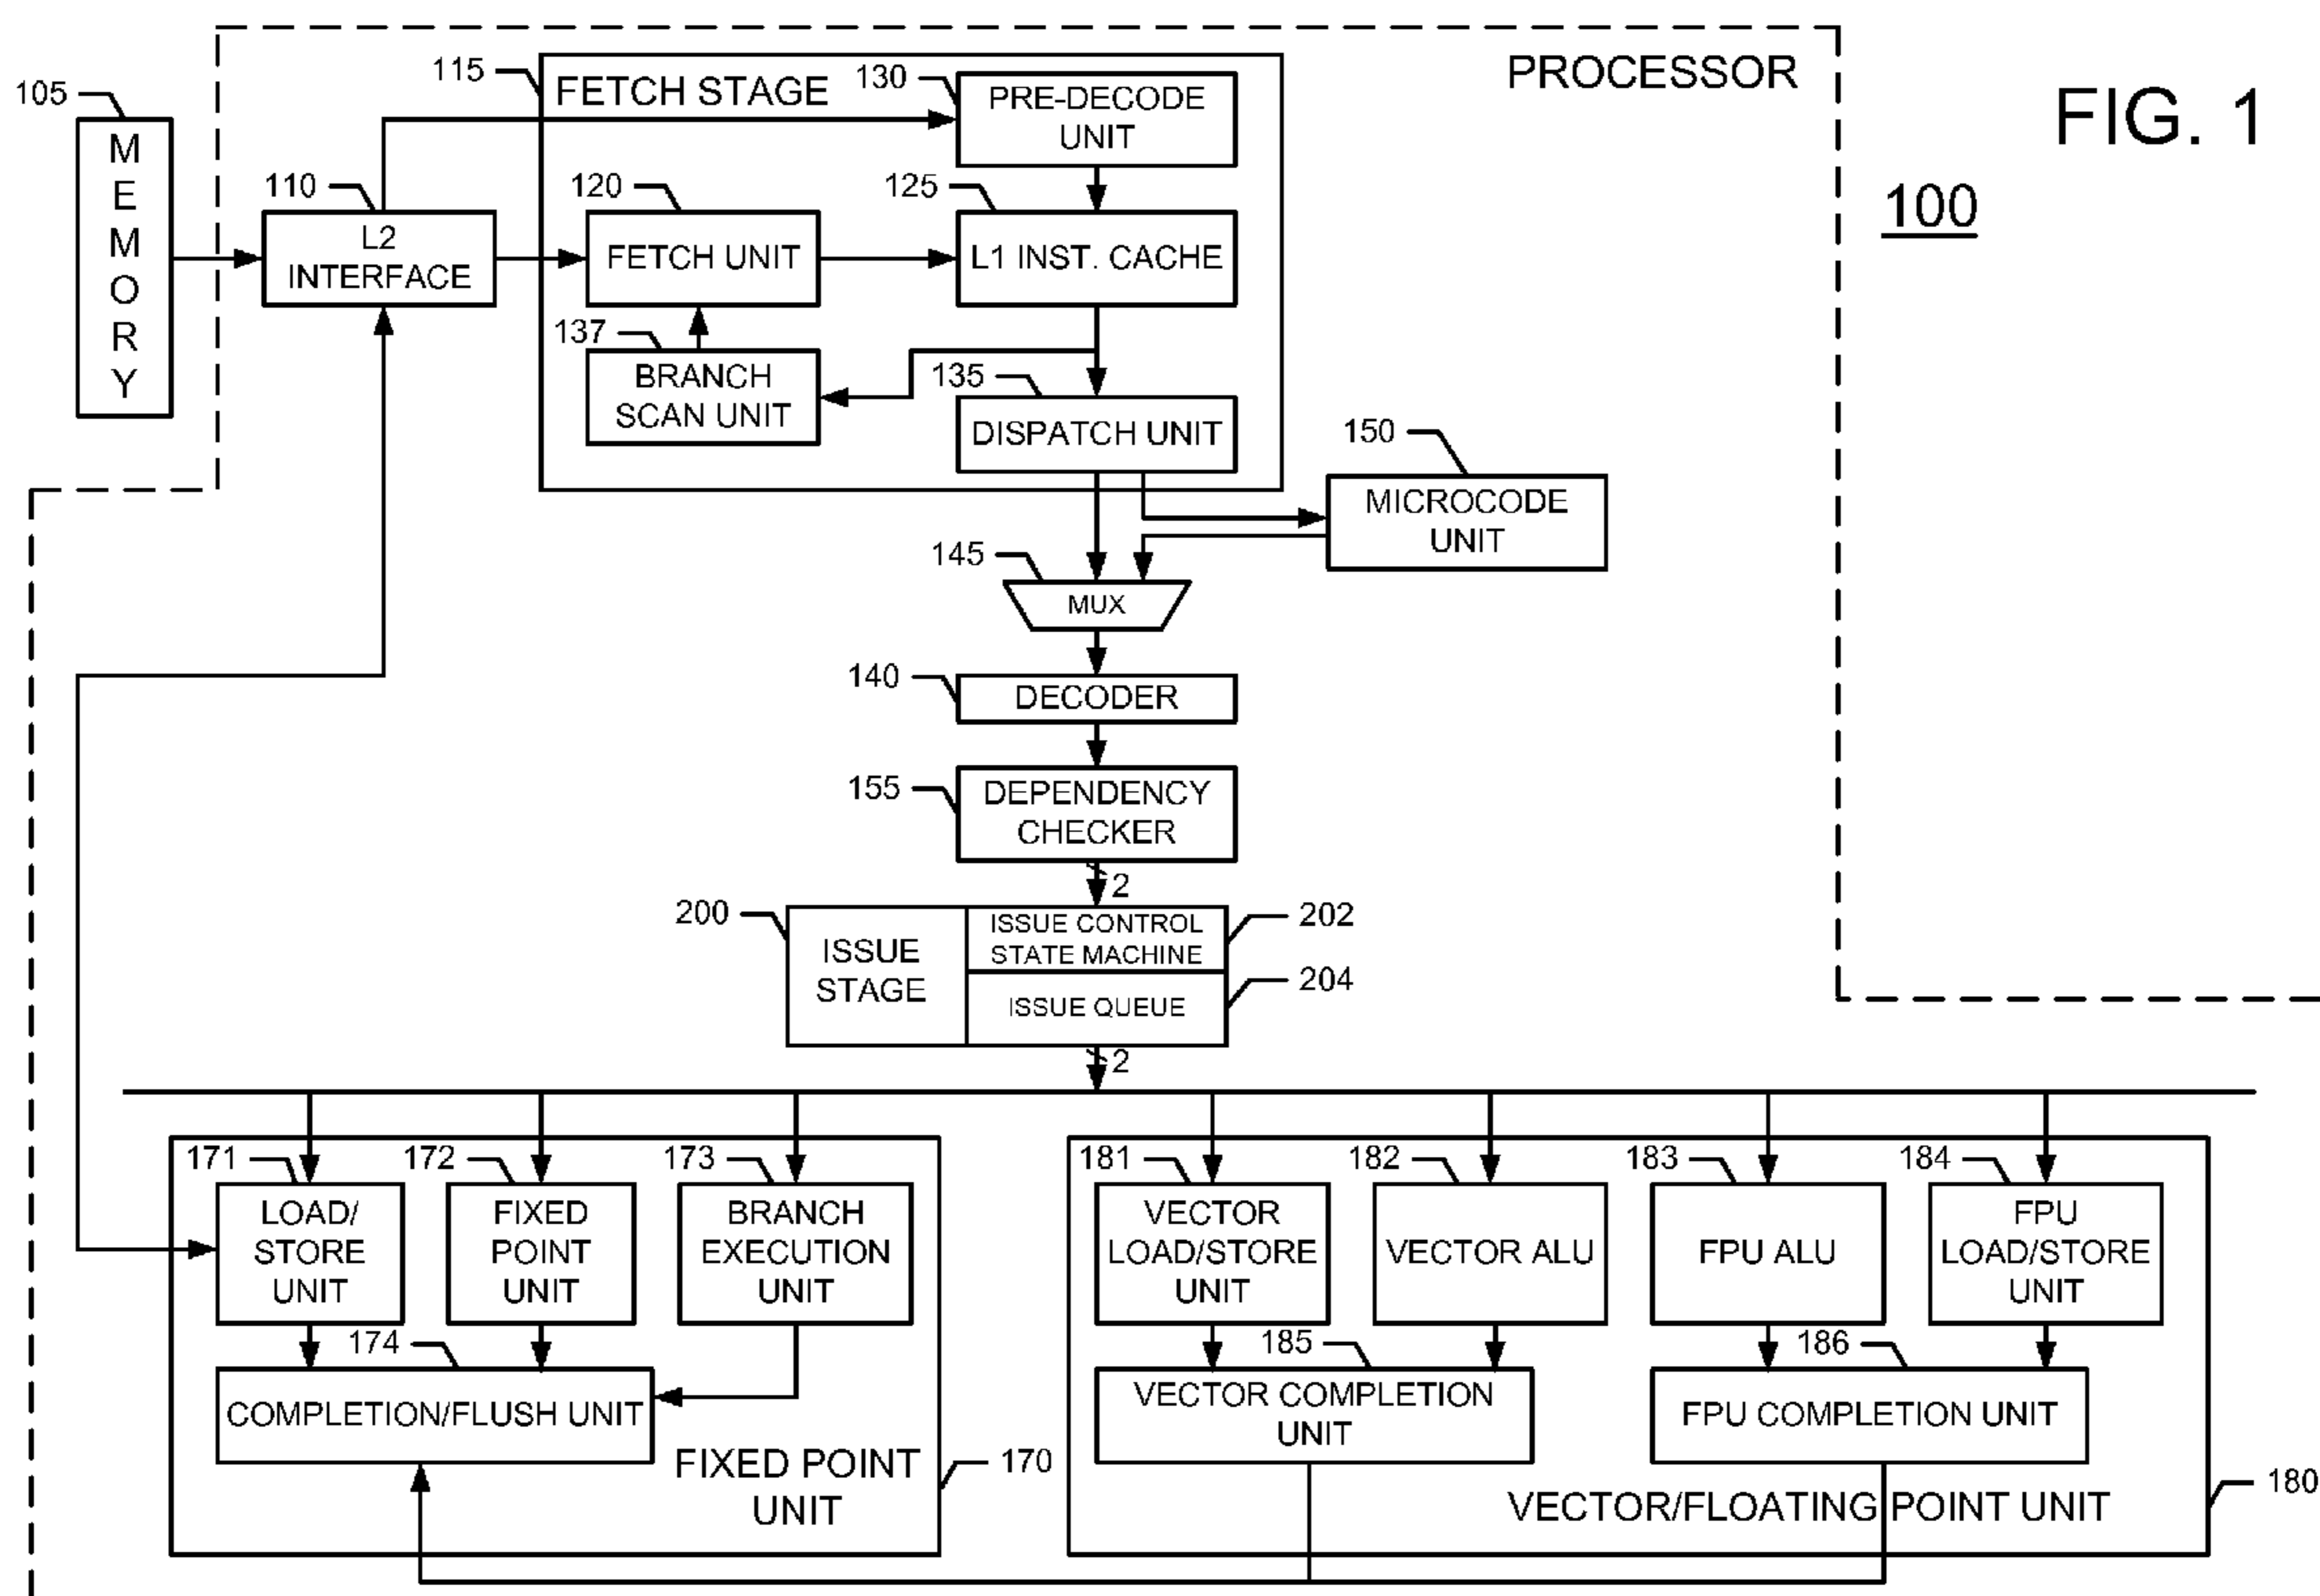 PROCESSOR
FIG. 1
100
105
MEMORY
115
FETCH STAGE
130
PRE-DECODE
UNIT
110
L2
INTERFACE
120
FETCH UNIT
125
L1 INST. CACHE
137
BRANCH
SCAN UNIT
135
DISPATCH UNIT
150
MICROCODE
UNIT
145
MUX
140
DECODER
155
DEPENDENCY
CHECKER
2
200
ISSUE
STAGE
ISSUE CONTROL
STATE MACHINE
202
ISSUE QUEUE
204
2
171
LOAD/
STORE
UNIT
172
FIXED
POINT
UNIT
173
BRANCH
EXECUTION
UNIT
174
COMPLETION/FLUSH UNIT
FIXED POINT
UNIT
170
181
VECTOR
LOAD/STORE
UNIT
182
VECTOR ALU
183
FPU ALU
184
FPU
LOAD/STORE
UNIT
185
VECTOR COMPLETION
UNIT
186
FPU COMPLETION UNIT
VECTOR/FLOATING POINT UNIT
180